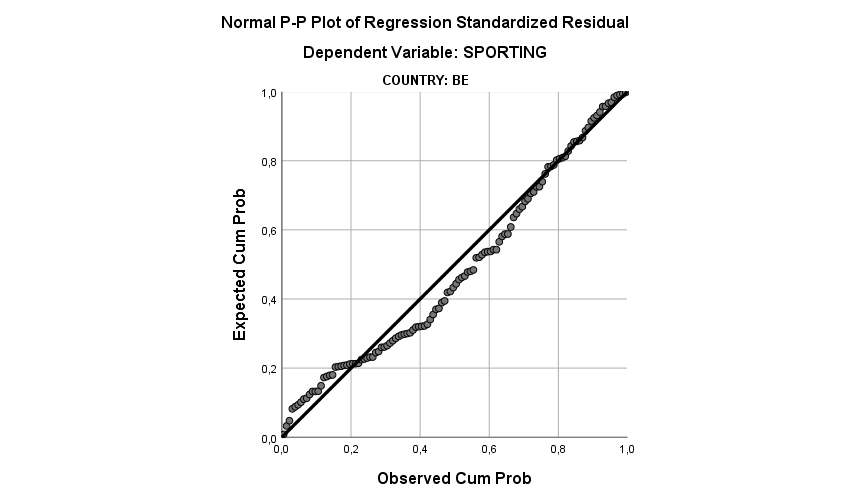 Normal P-P Plot of Regression Standardized Residual
Dependent Variable: SPORTING
COUNTRY: BE
Expected Cum Prob
1,0
0,8
0,6
0,4
0,2
0,0
0,0 0,2 0,4 0,6 0,8 1,0
Observed Cum Prob